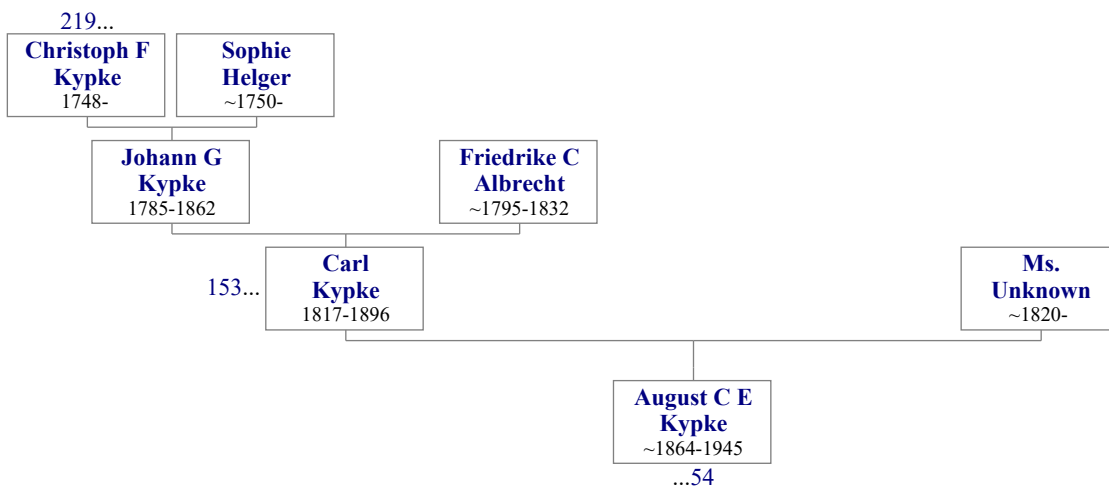 219...
Christoph F
Kypke
1748-
Sophie
Helger
~1750-
Johann G
Kypke
1785-1862
Friedrike C
Albrecht
~1795-1832
153...
Carl
Kypke
1817-1896
Ms.
Unknown
~1820-
August C E
Kypke
~1864-1945
...54